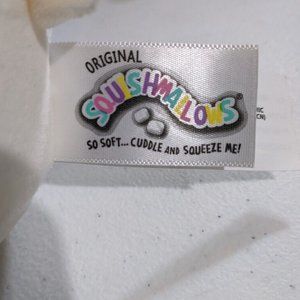 ORIGINAL
SQUISHMALLOWS
SO SOFT... CUDDLE AND SQUEEZE ME!